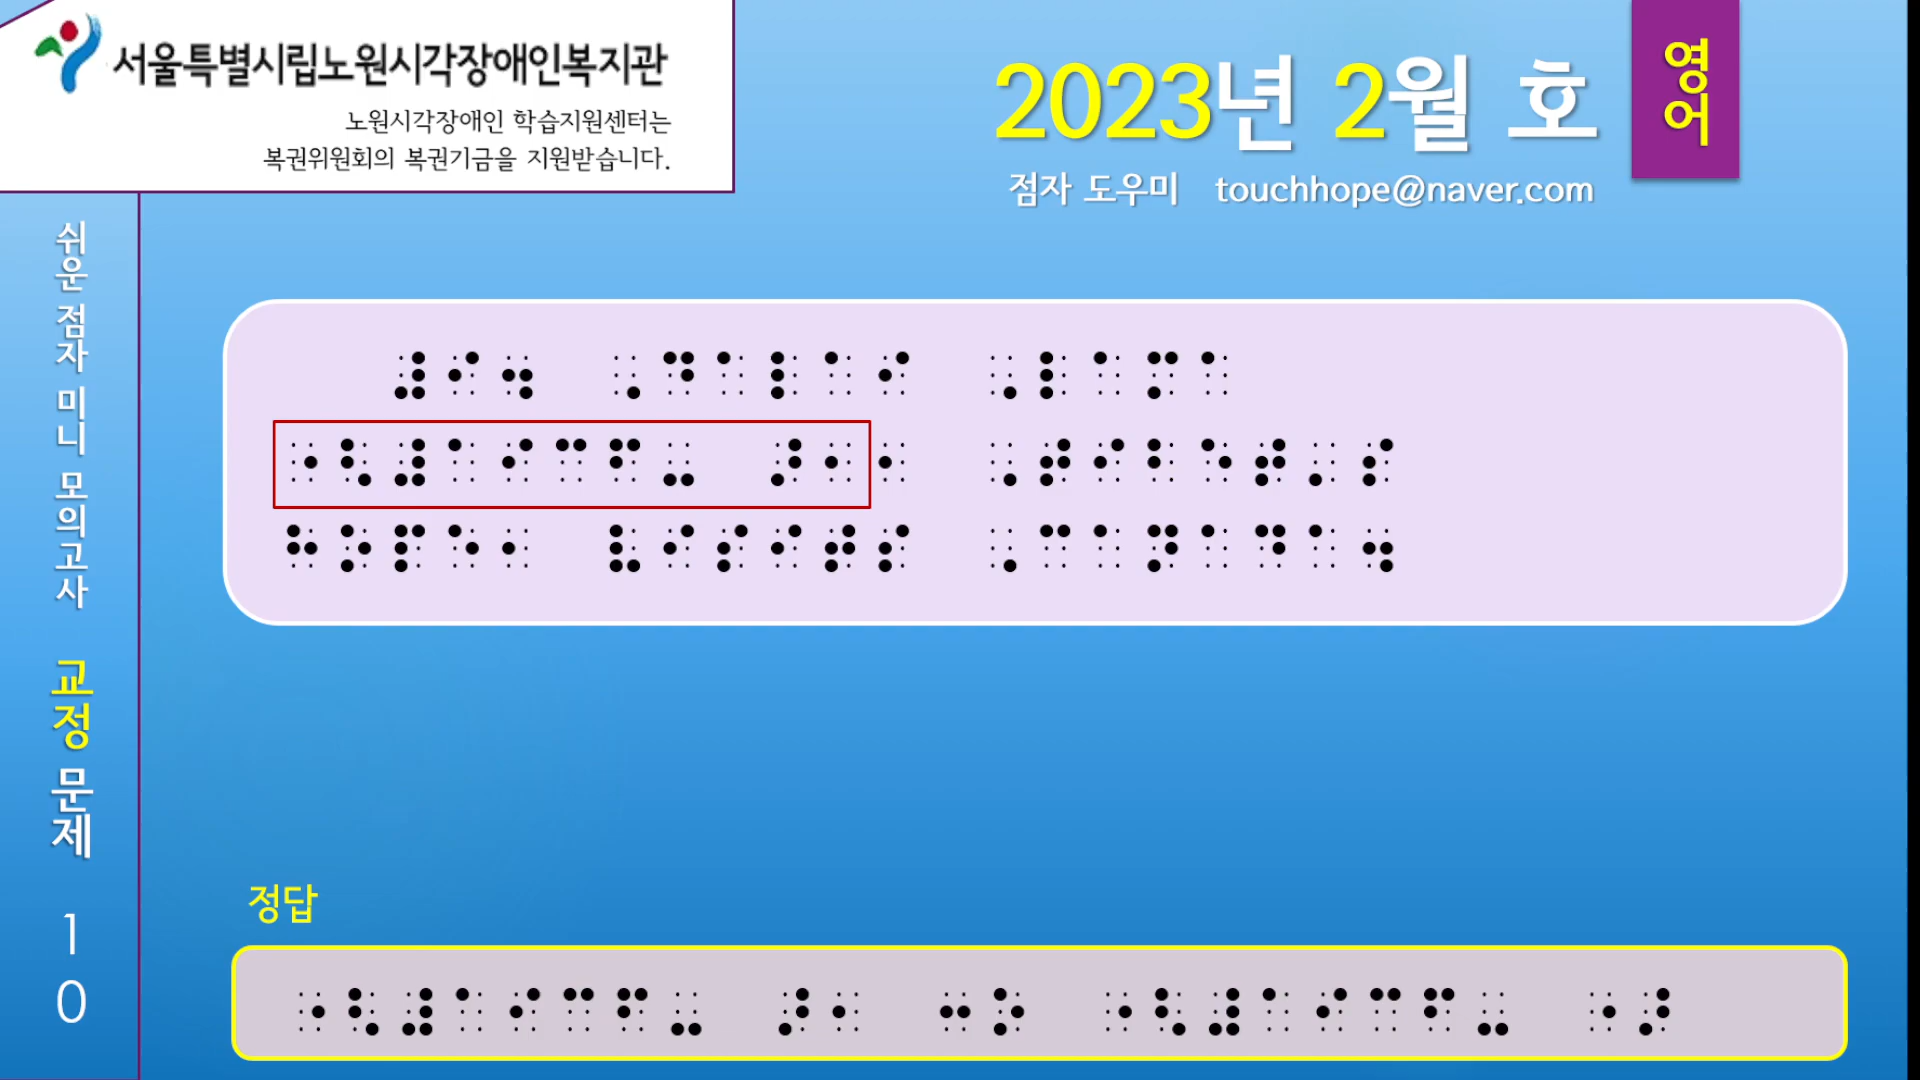 서울특별시립노원시각장애인복지관
노원시각장애인 학습지원센터는
복권위원회의 복권기금을 지원받습니다.
2023년 2월 호
점자 도우미 touchhope@naver.com
영어
쉬운 점자 미니 모의고사 교정 문제 10
⠼⠊⠲ ⠠⠙⠁⠇⠁⠊ ⠠⠇⠁⠍⠁
⠐⠣⠼⠁⠊⠉⠋⠤ ⠜⠂⠂ ⠠⠞⠊⠃⠑⠞⠄⠎
⠓⠕⠏⠑⠂ ⠧⠊⠎⠊⠞⠎ ⠠⠉⠁⠝⠁⠙⠁⠲
정답
⠐⠣⠼⠁⠊⠉⠋⠤ ⠜⠂ ⠒⠕ ⠐⠣⠼⠁⠊⠉⠋⠤ ⠐⠜